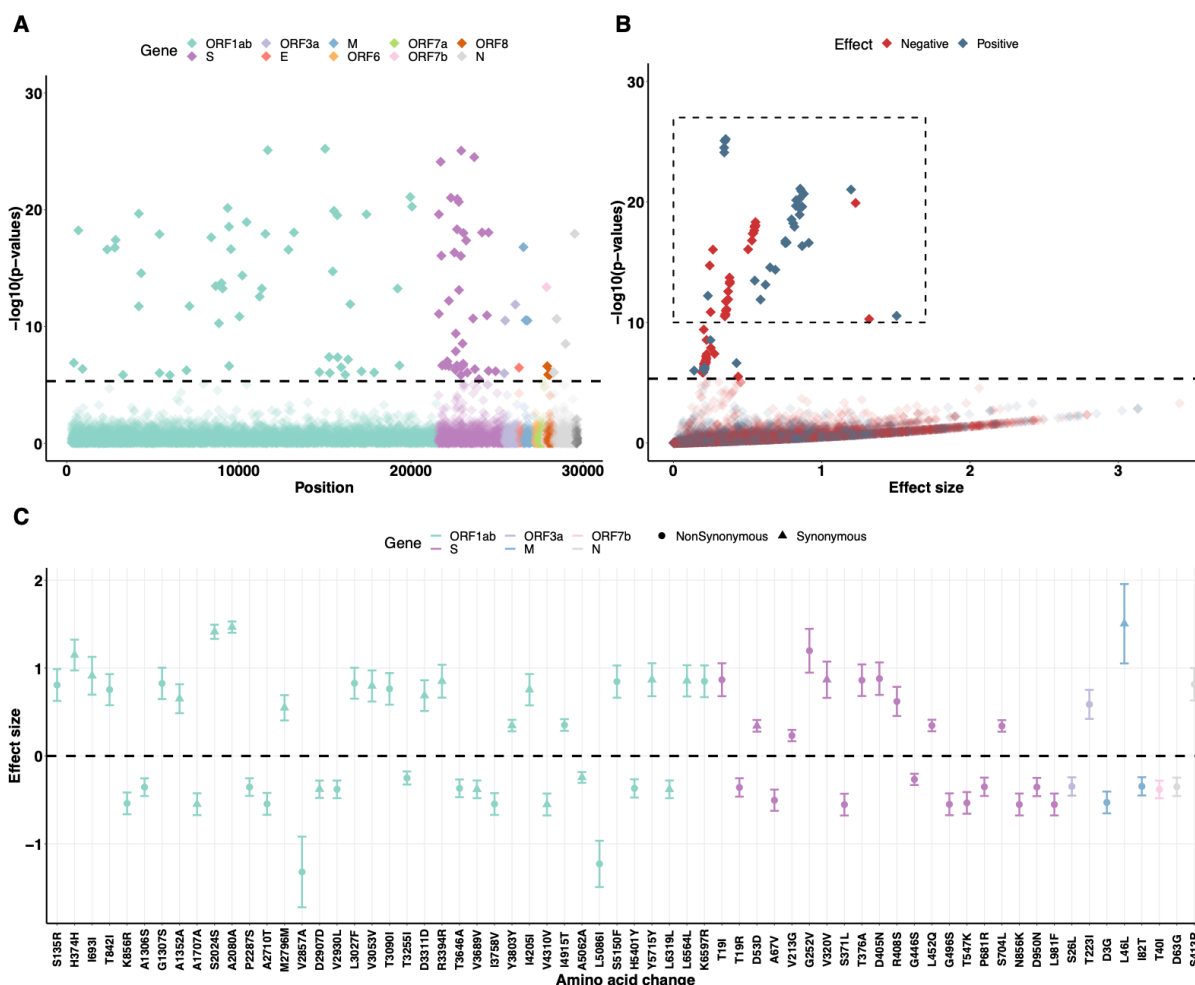 A
Gene ORF1ab ORF3a M ORF7a ORF8
S E ORF6 ORF7b N
−log10(p−values)
30
20
10
0
0 10000 20000 30000
Position
B
Effect Negative Positive
−log10(p−values)
30
20
10
0
0 1 2 3
Effect size
C
Gene ORF1ab ORF3a ORF7b NonSynonymous Synonymous
S M N
Effect size
2
1
0
−1
S135R H374H I693I T842I K856R A1306S G1307S A1352A A1707A S2024S A2080A P2287S A2710T M2796M V2857A D2907D V2930L L3027F V3053V T3090I T3255I D3311D R3394R T3646A V3689V I3758V Y3803Y I4205I V4310V I4915T A5062A L5086I S5150F H5401Y Y5715Y L6319L L6564L K6597R T19I T19R D53D A67V V213G G252V V320V S371L T376A D405N R408S G446S L452Q G496S T547K P681R S704L N856K D950N L981F S26L T223I D3G L46L I82T T40I D63G S413R
Amino acid change